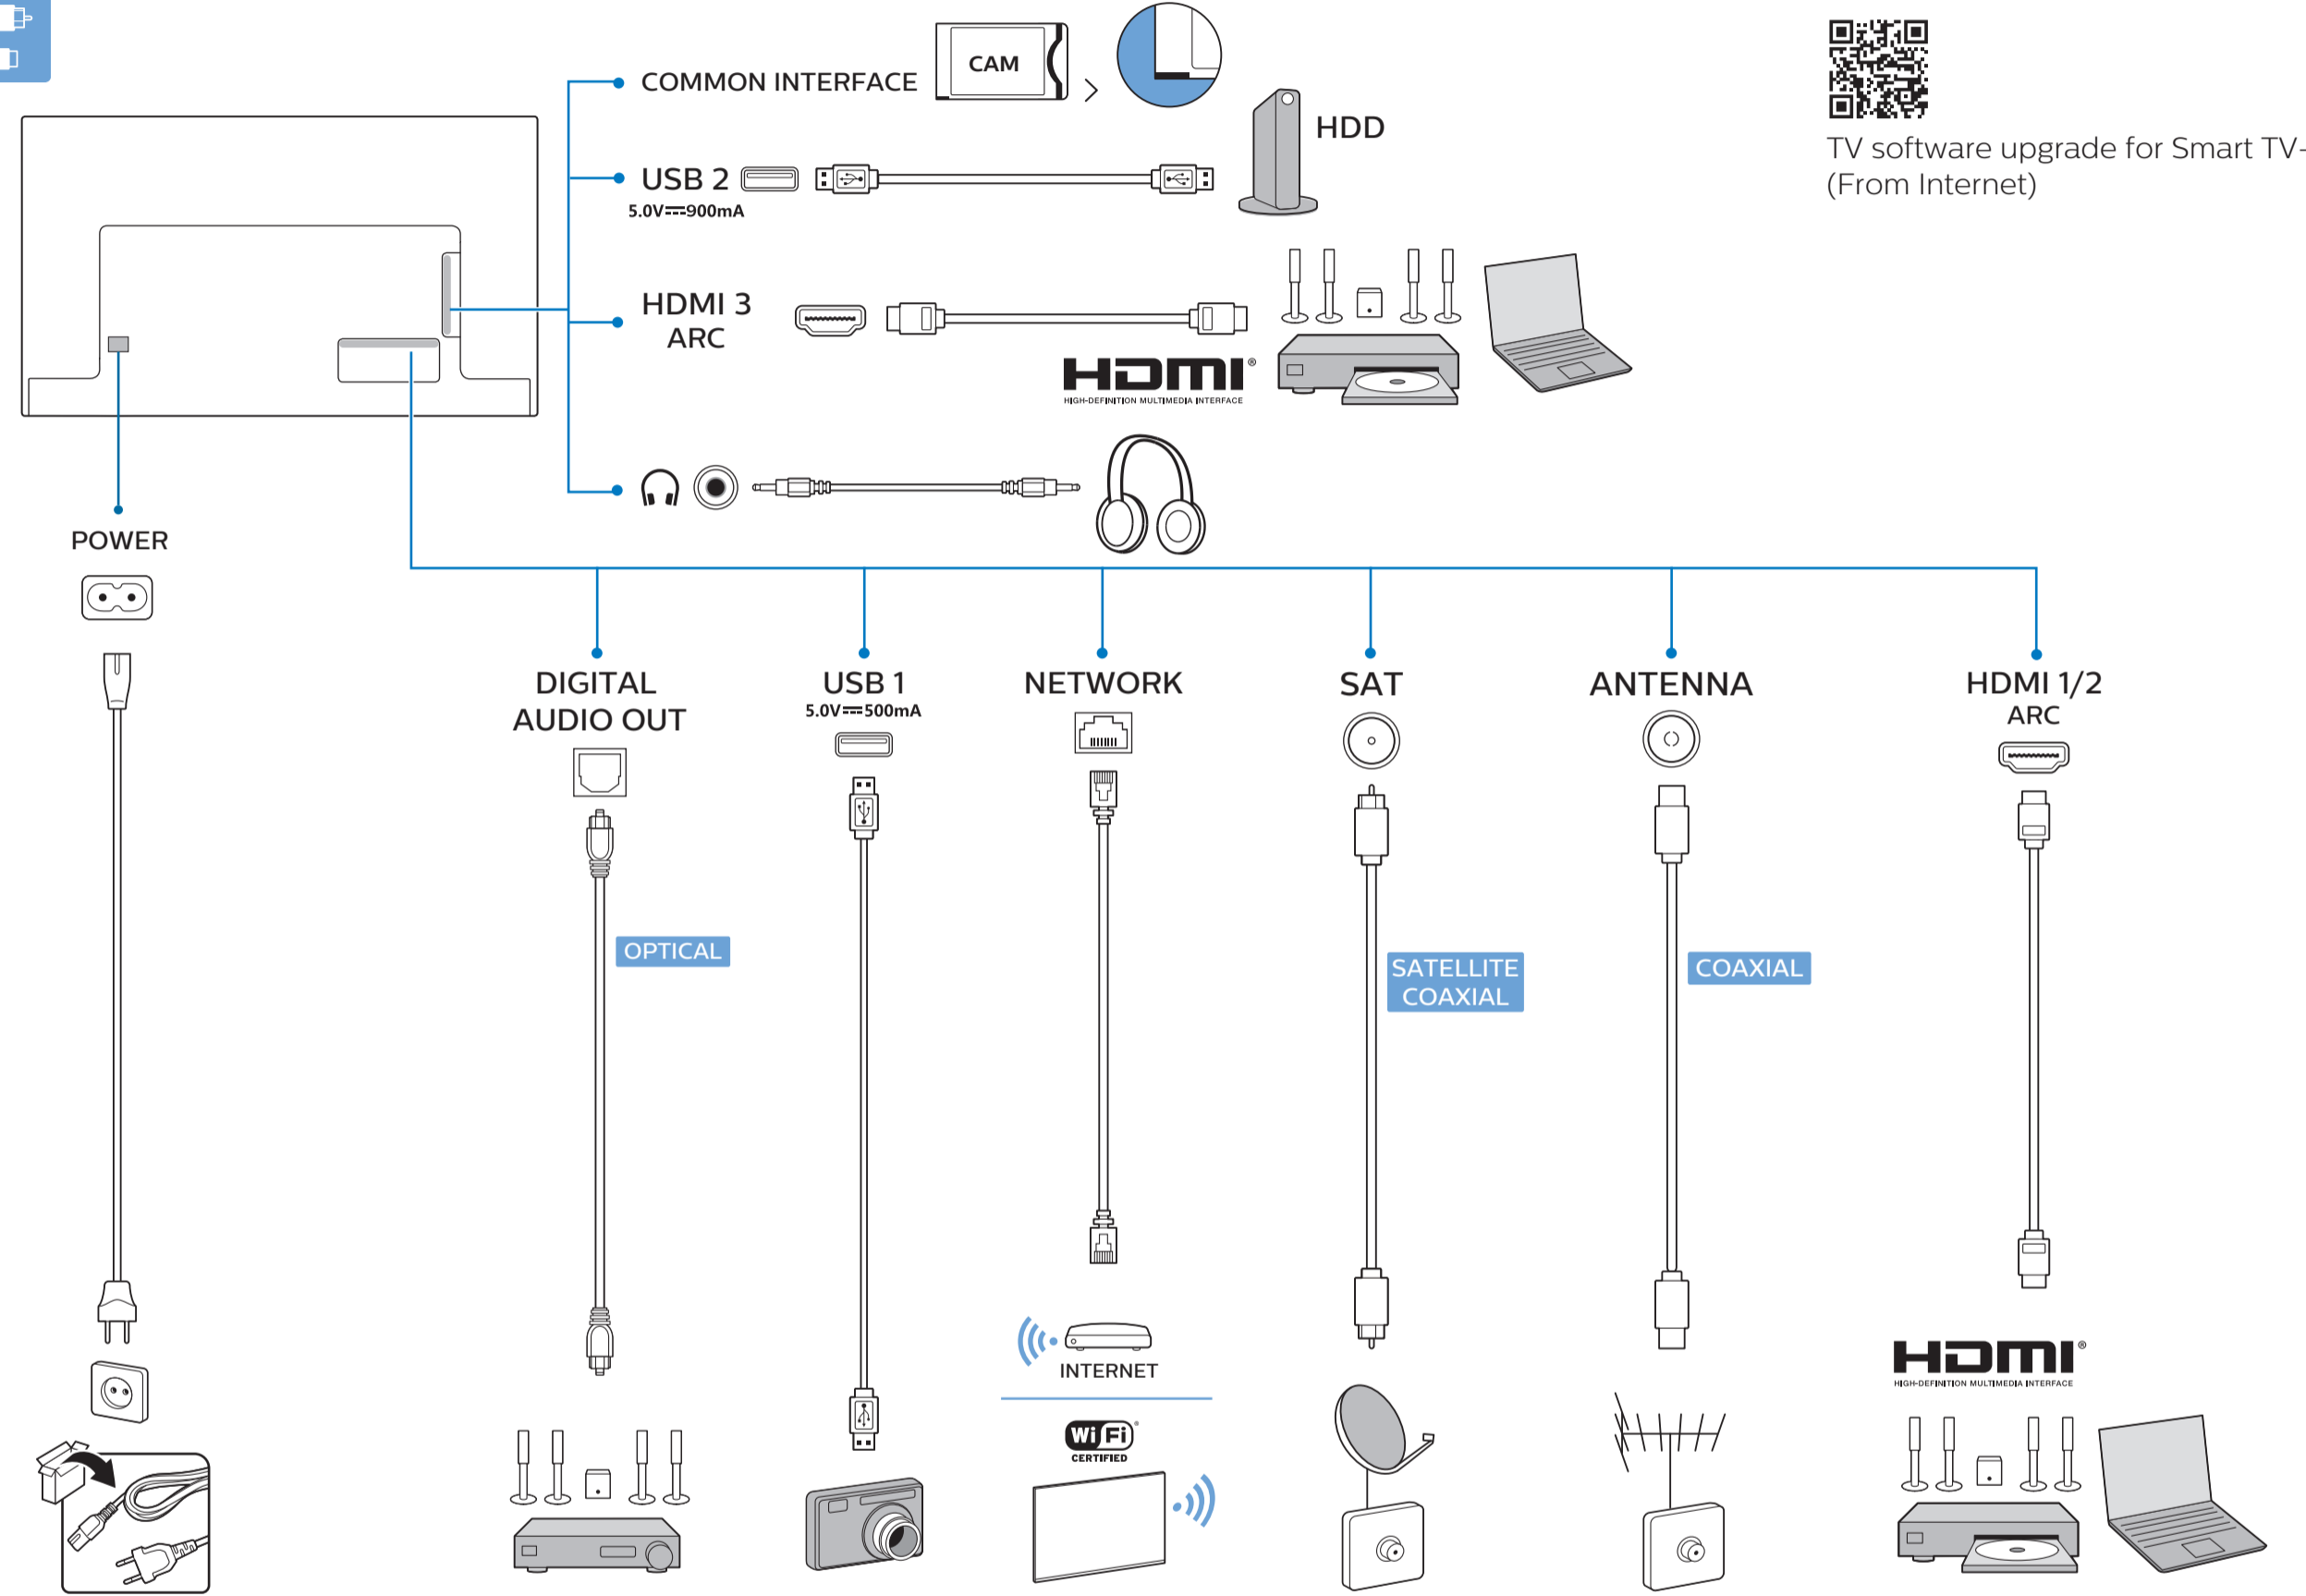 COMMON INTERFACE
CAM
HDD
TV software upgrade for Smart TV-
(From Internet)
USB 2
5.0V⎓900mA
HDMI 3
ARC
HDMI®
HIGH-DEFINITION MULTIMEDIA INTERFACE
POWER
DIGITAL
AUDIO OUT
USB 1
5.0V⎓500mA
NETWORK
SAT
ANTENNA
HDMI 1/2
ARC
OPTICAL
SATELLITE
COAXIAL
COAXIAL
INTERNET
Wi Fi®
CERTIFIED
HDMI®
HIGH-DEFINITION MULTIMEDIA INTERFACE